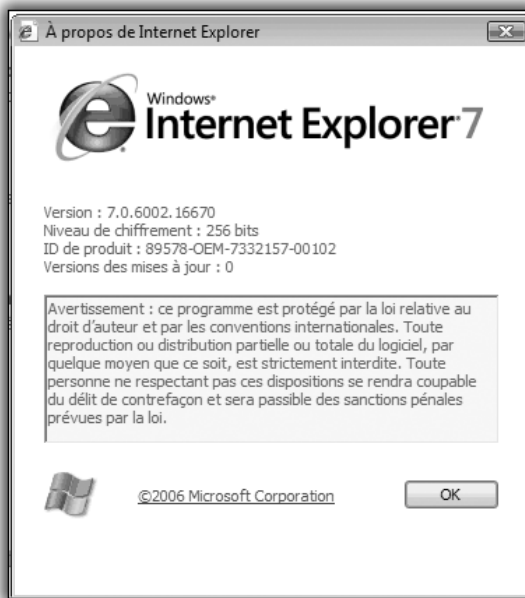 À propos de Internet Explorer
Windows®
Internet Explorer 7
Version : 7.0.6002.16670
Niveau de chiffrement : 256 bits
ID de produit : 89578-OEM-7332157-00102
Versions des mises à jour : 0
Avertissement : ce programme est protégé par la loi relative au
droit d'auteur et par les conventions internationales. Toute
reproduction ou distribution partielle ou totale du logiciel, par
quelque moyen que ce soit, est strictement interdite. Toute
personne ne respectant pas ces dispositions se rendra coupable
du délit de contrefaçon et sera passible des sanctions pénales
prévues par la loi.
©2006 Microsoft Corporation
OK